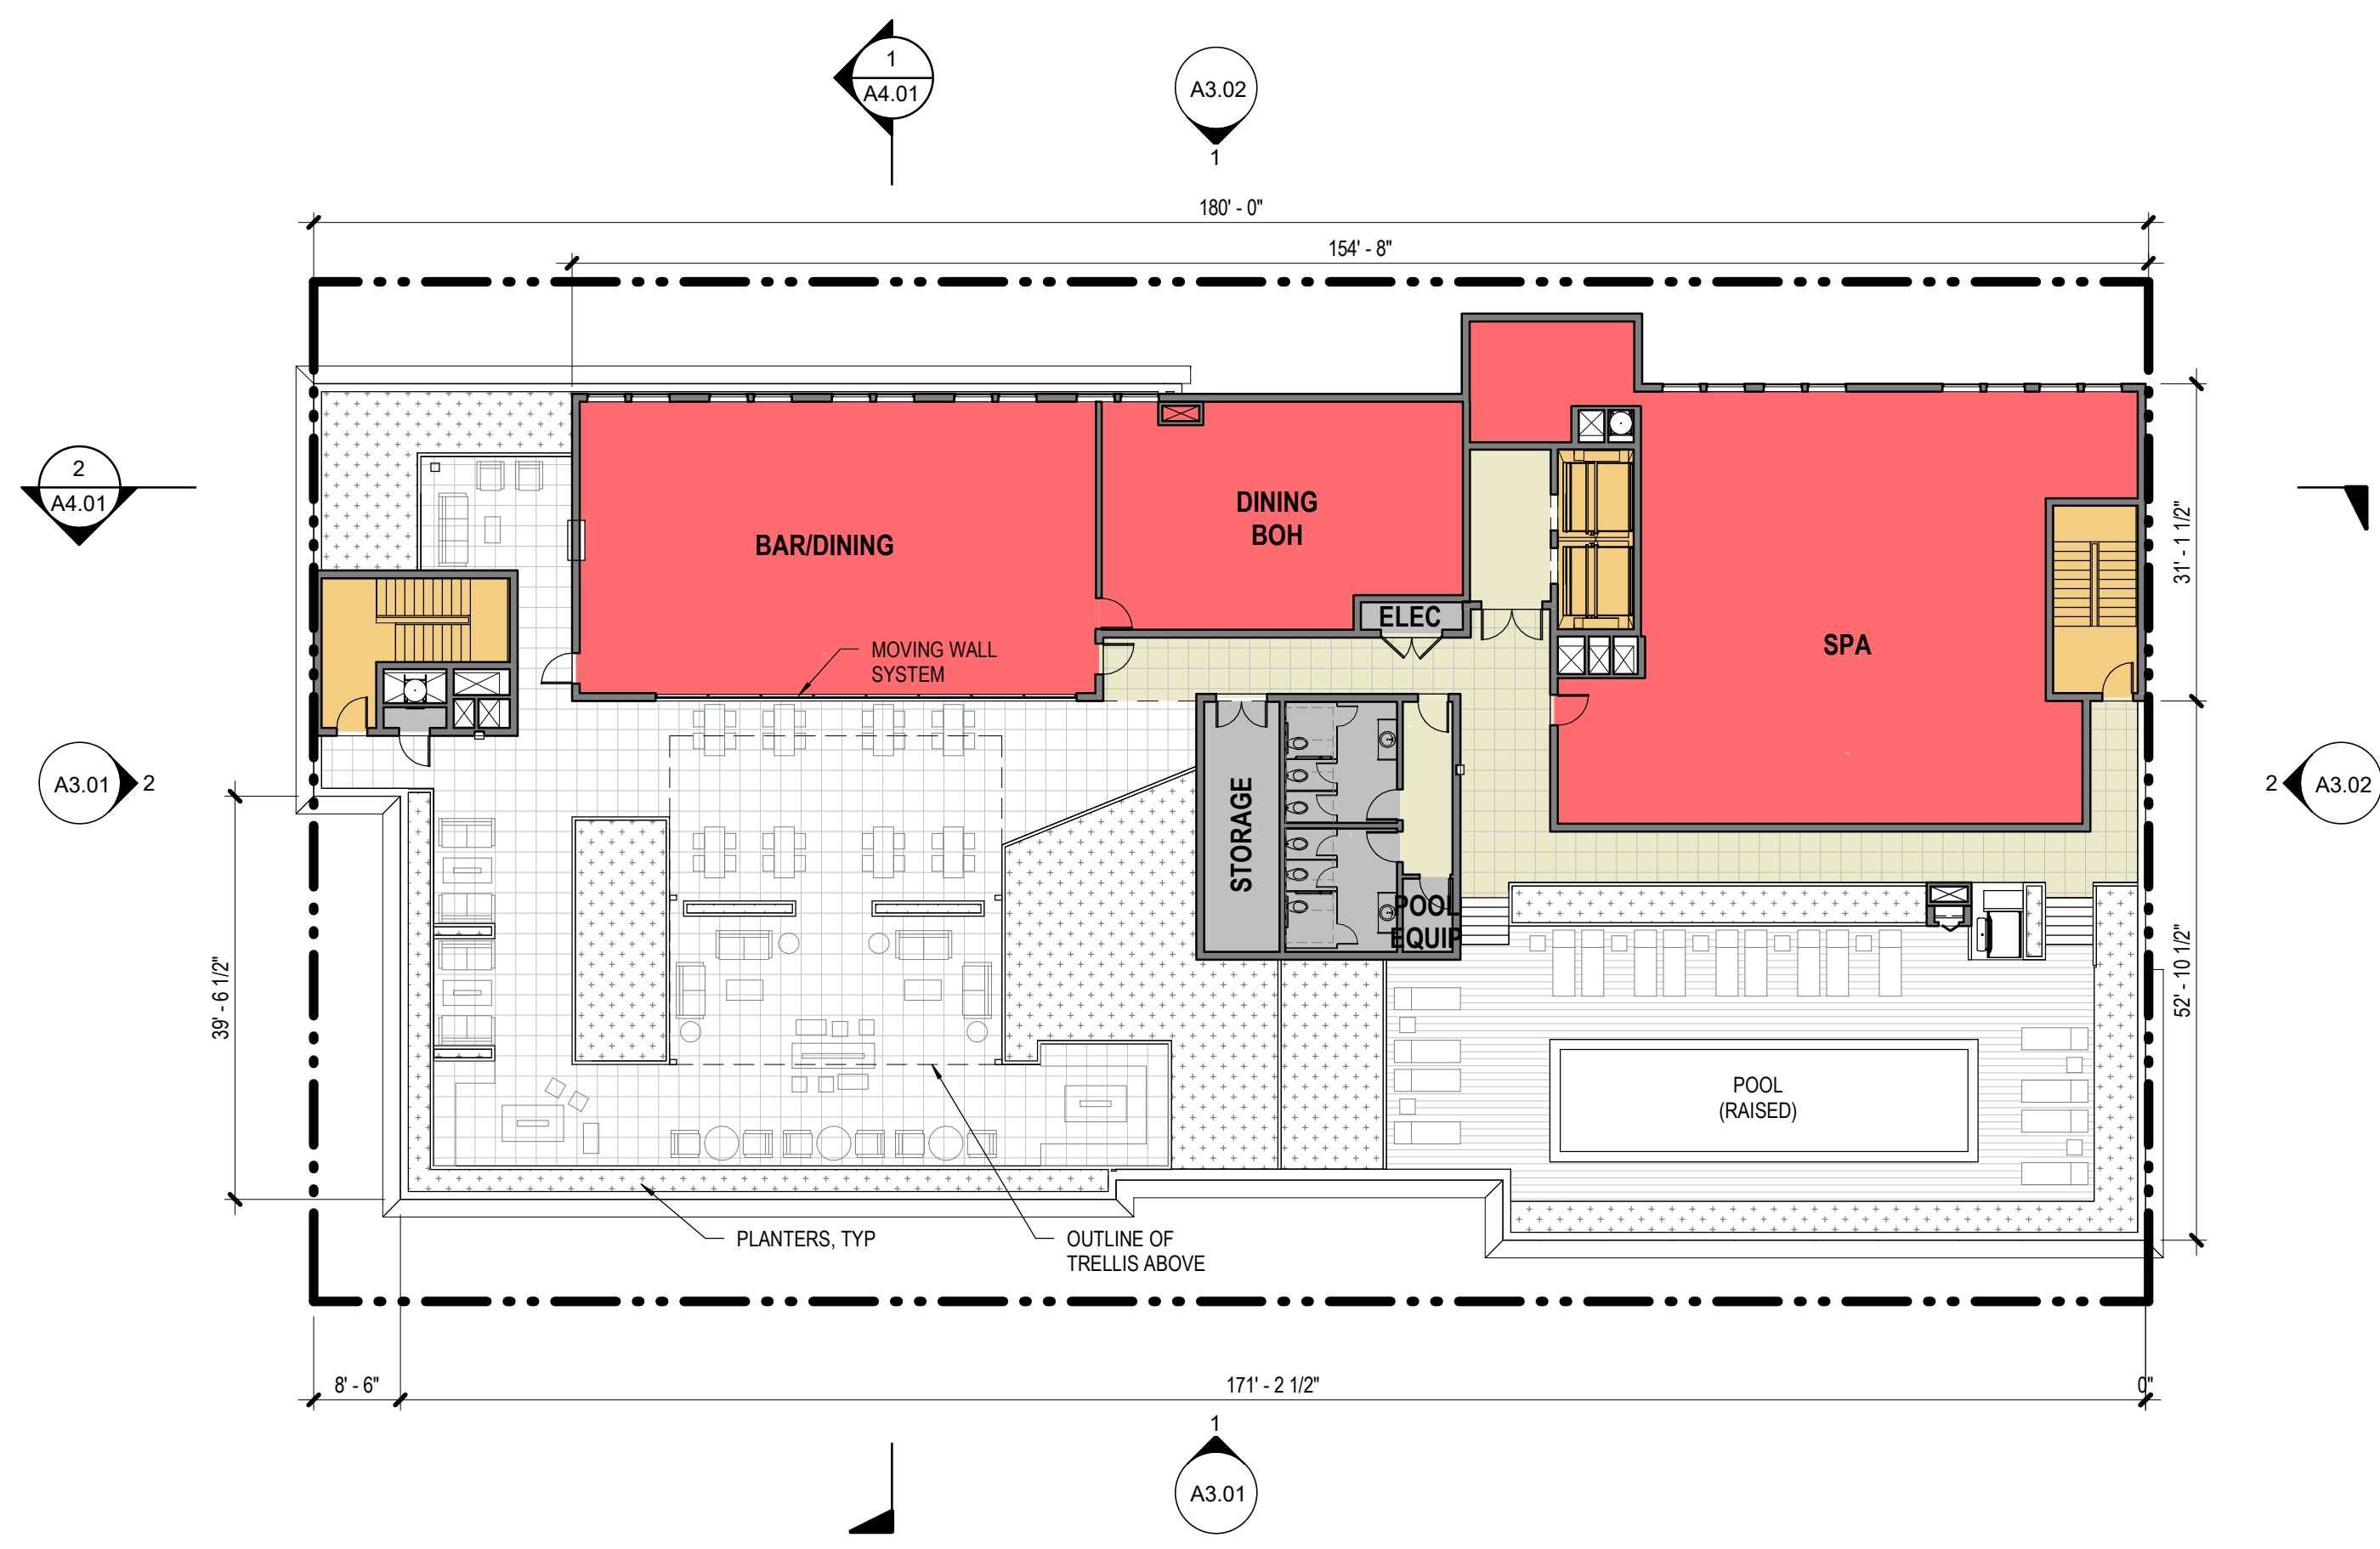 1
A4.01
A3.02
1
180' - 0"
154' - 8"
2
A4.01
DINING
BOH
BAR/DINING
31' - 1 1/2"
ELEC
SPA
MOVING WALL
SYSTEM
A3.01
2
2
A3.02
STORAGE
POOL
EQUIP
39' - 6 1/2"
52' - 10 1/2"
POOL
(RAISED)
PLANTERS, TYP
OUTLINE OF
TRELLIS ABOVE
8' - 6"
171' - 2 1/2"
0"
1
A3.01